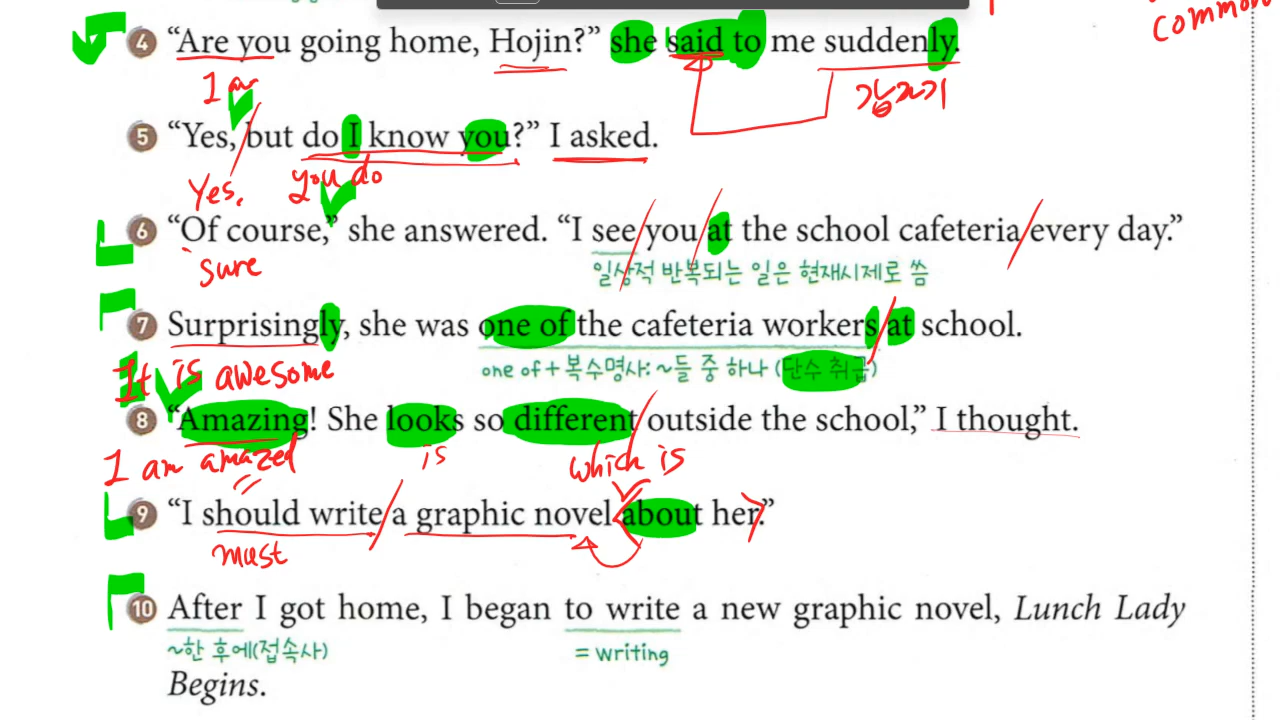 common
4 “Are you going home, Hojin?” she said to me suddenly.
I am
갑자기
5 “Yes, but do I know you?” I asked.
Yes.
you do
6 “Of course,” she answered. “I see you at the school cafeteria every day.”
sure
일상적 반복되는 일은 현재시제로 씀
7 Surprisingly, she was one of the cafeteria workers at school.
It is awesome
one of + 복수명사: ~들 중 하나 (단수 취급)
8 “Amazing! She looks so different outside the school,” I thought.
I am amazed
is
which is
9 “I should write a graphic novel about her.”
must
10 After I got home, I began to write a new graphic novel, Lunch Lady
~한 후에(접속사)
= writing
Begins.